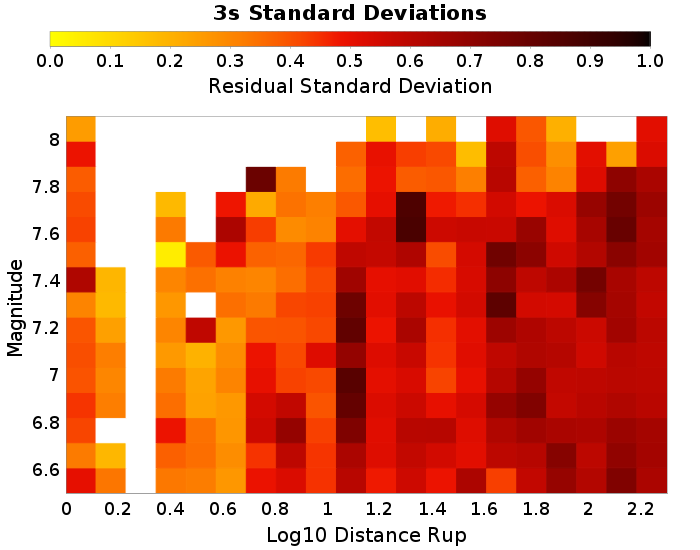 3s Standard Deviations
0.0 0.1 0.2 0.3 0.4 0.5 0.6 0.7 0.8 0.9 1.0
Residual Standard Deviation
8
7.8
7.6
7.4
7.2
7
6.8
6.6
Magnitude
0 0.2 0.4 0.6 0.8 1 1.2 1.4 1.6 1.8 2 2.2
Log10 Distance Rup